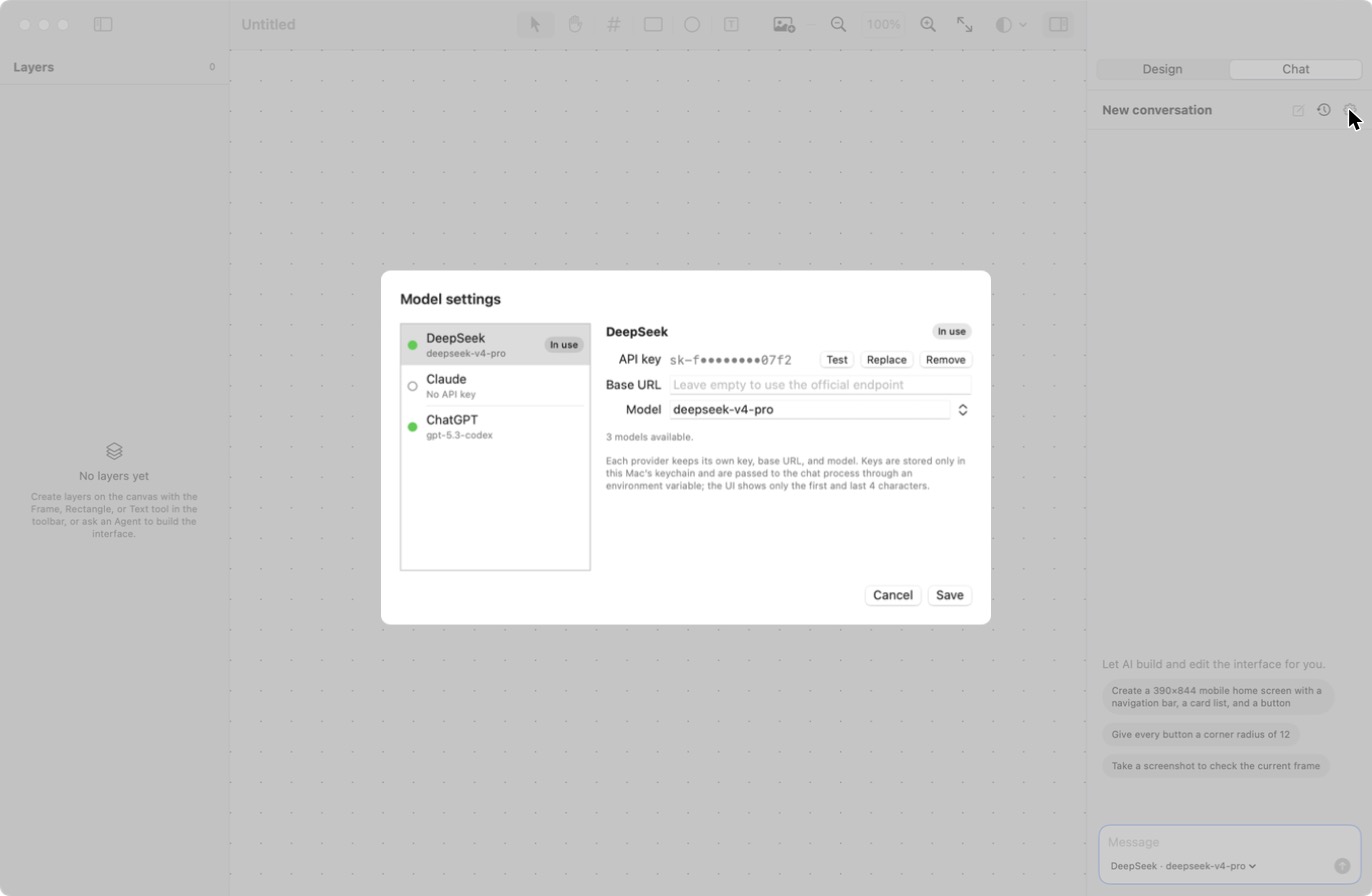 Untitled
100%
Layers
0
Design
Chat
New conversation
Model settings
DeepSeek
deepseek-v4-pro
In use
Claude
No API key
ChatGPT
gpt-5.3-codex
DeepSeek
In use
API key
sk-f••••••••07f2
Test
Replace
Remove
Base URL
Leave empty to use the official endpoint
Model
deepseek-v4-pro
3 models available.
Each provider keeps its own key, base URL, and model. Keys are stored only in
this Mac's keychain and are passed to the chat process through an
environment variable; the UI shows only the first and last 4 characters.
Cancel
Save
No layers yet
Create layers on the canvas with the
Frame, Rectangle, or Text tool in the
toolbar, or ask an Agent to build the
interface.
Let AI build and edit the interface for you.
Create a 390×844 mobile home screen with a
navigation bar, a card list, and a button
Give every button a corner radius of 12
Take a screenshot to check the current frame
Message
DeepSeek · deepseek-v4-pro